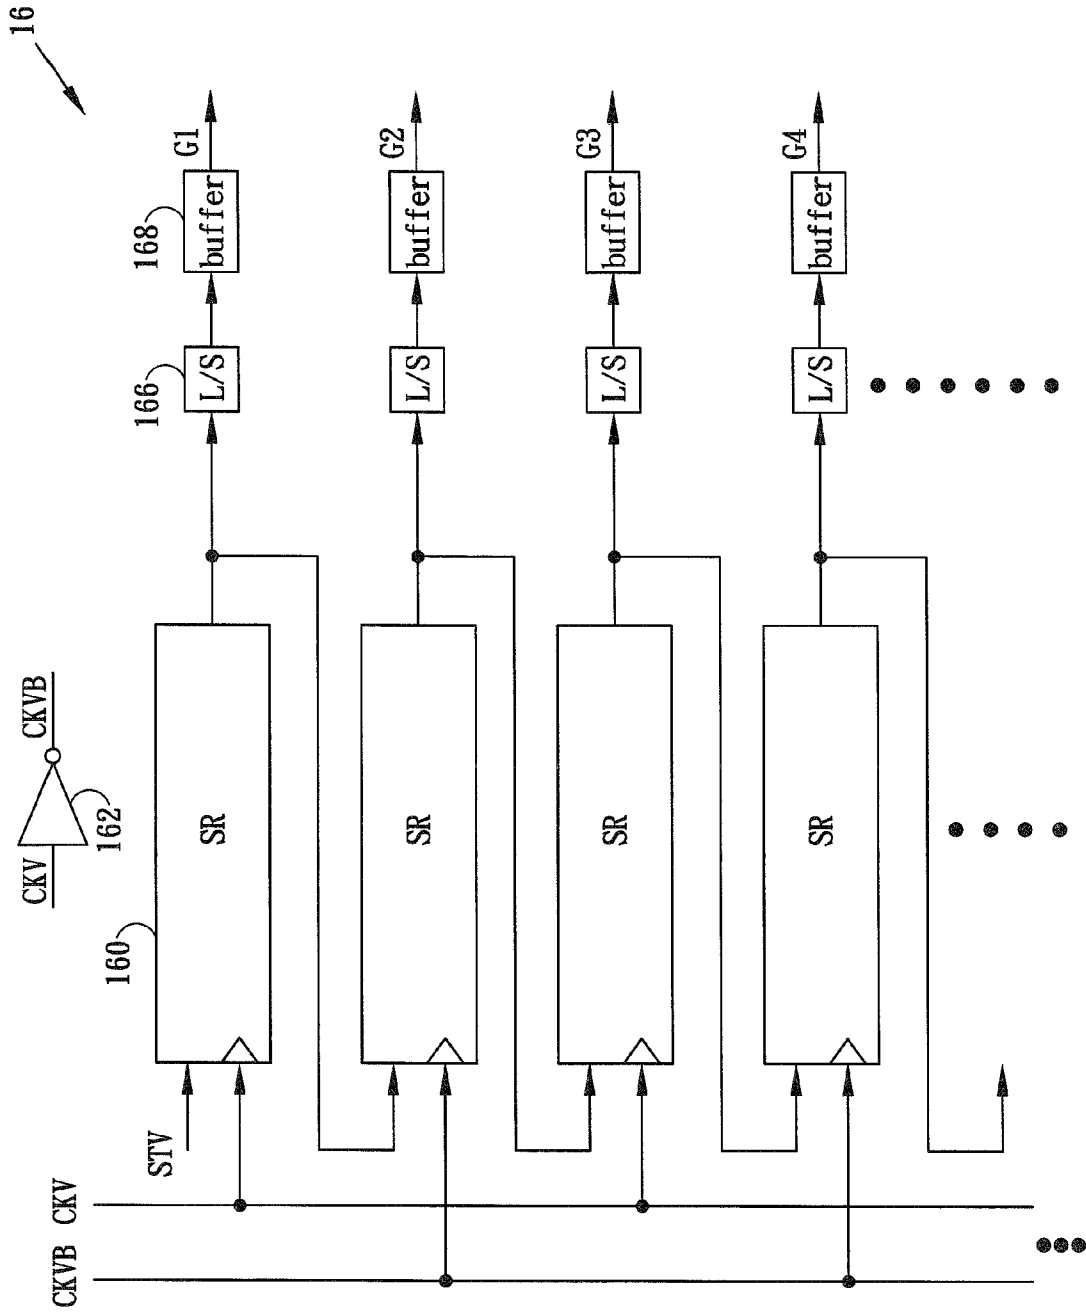 16
CKV
CKVB
162
160
166
168
STV
SR
L/S
buffer
G1
SR
L/S
buffer
G2
SR
L/S
buffer
G3
SR
L/S
buffer
G4
CKV
CKVB